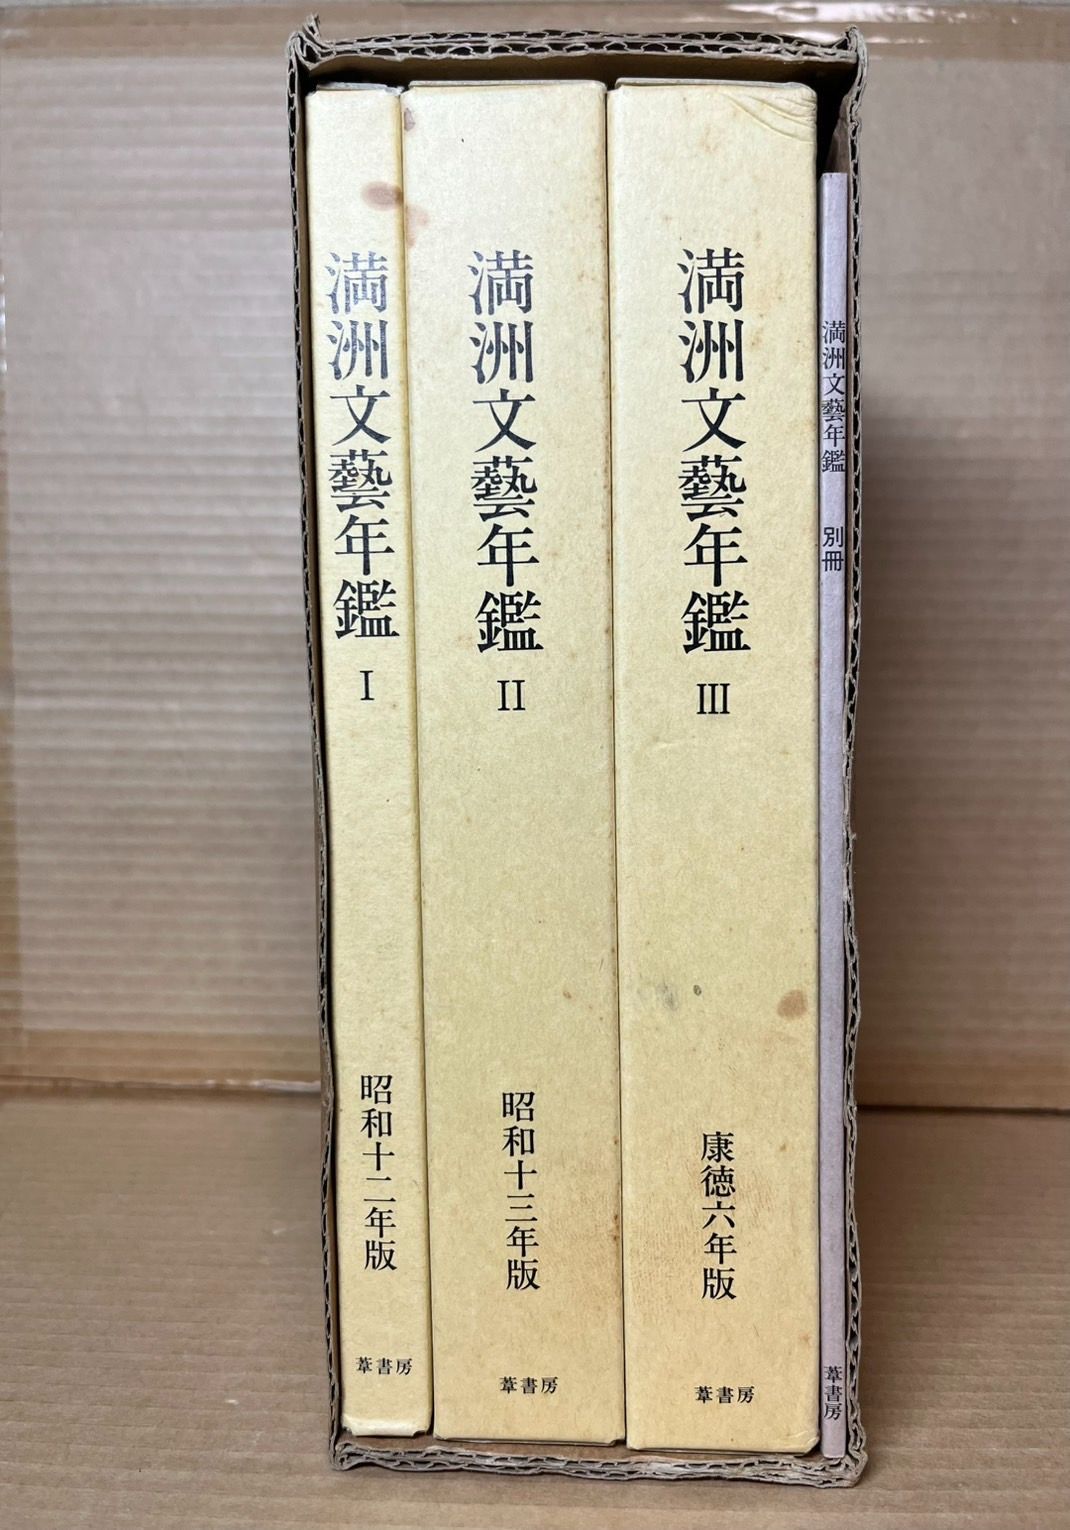 満洲文藝年鑑 I
昭和十二年版
葦書房
満洲文藝年鑑 II
昭和十三年版
葦書房
満洲文藝年鑑 III
康徳六年版
葦書房
満洲文藝年鑑 別冊
葦書房